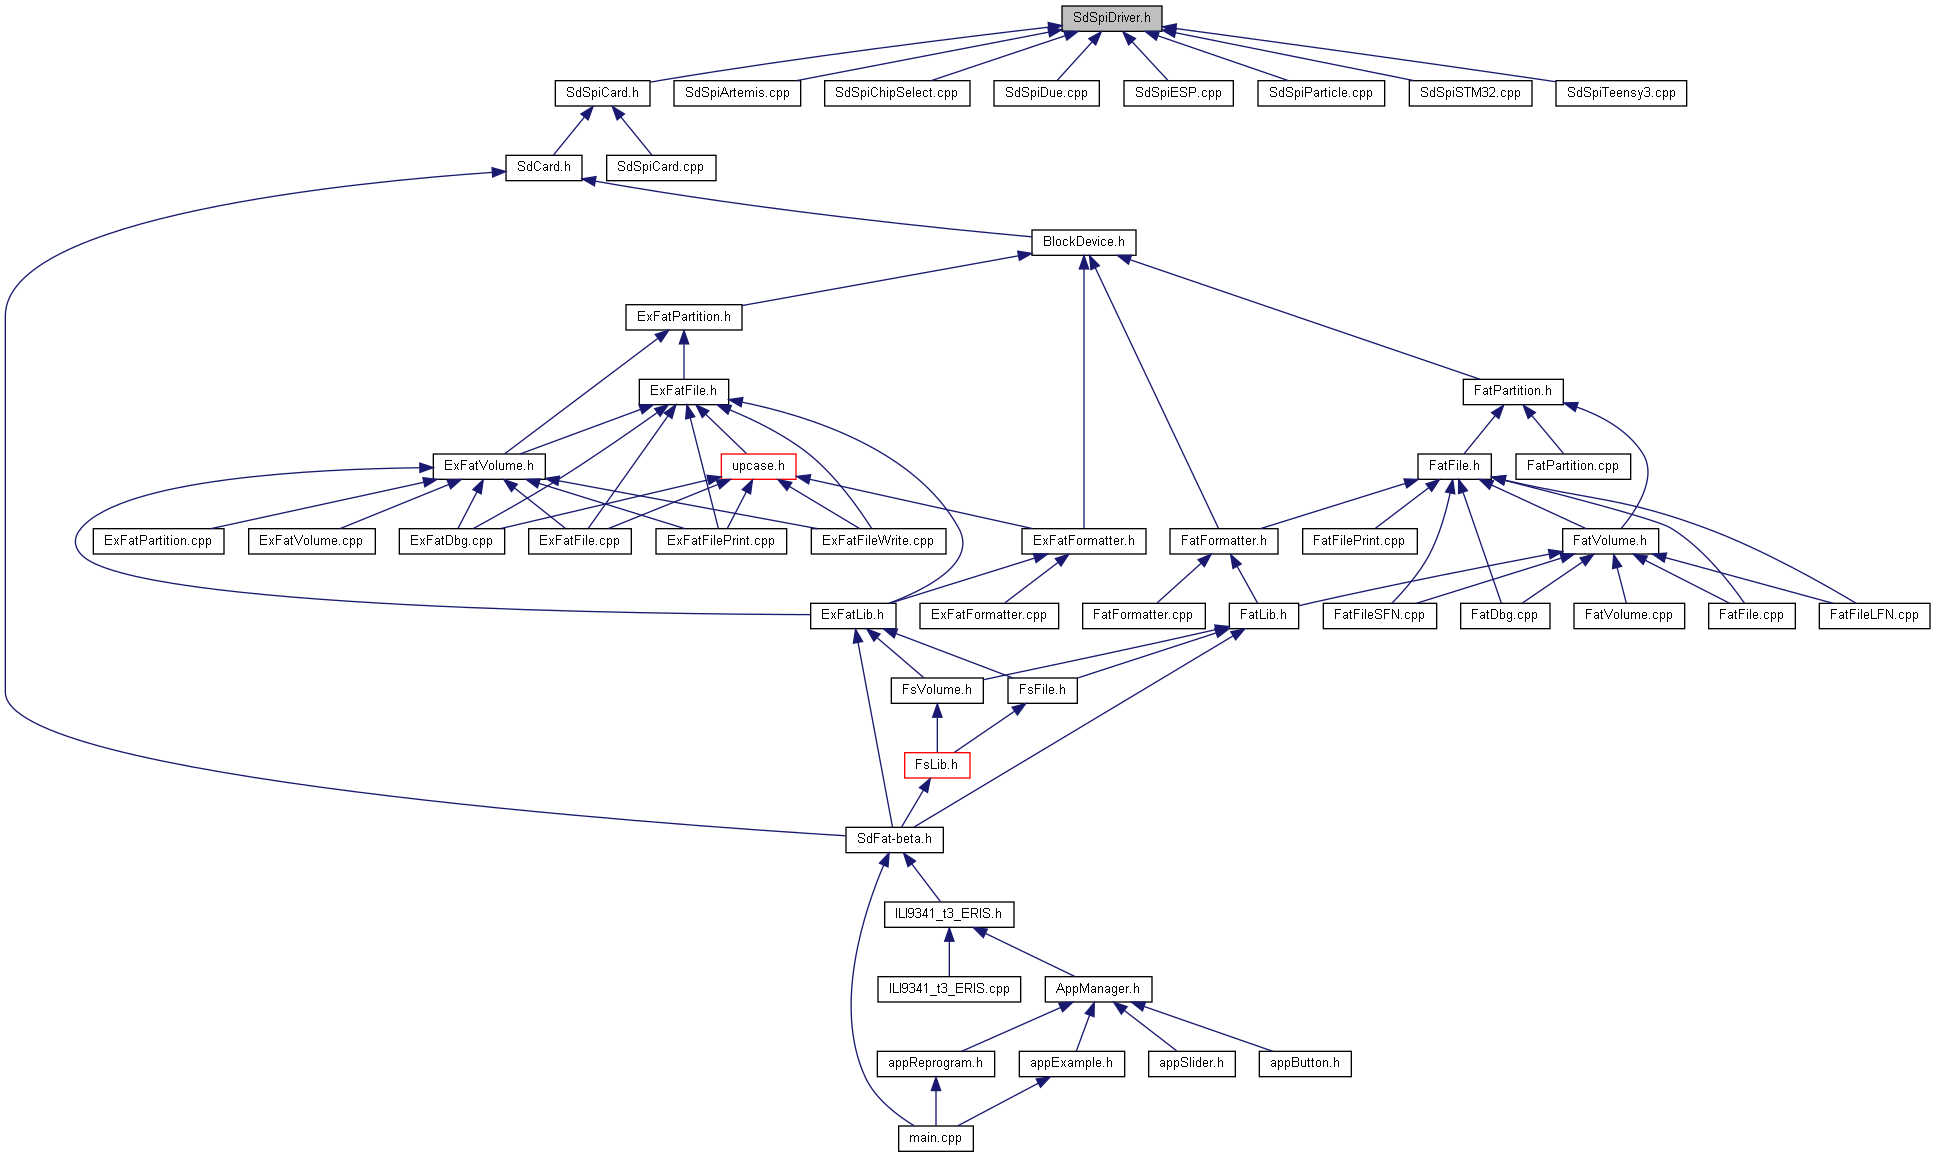 SdSpiDriver.h
SdSpiCard.h
SdSpiArtemis.cpp
SdSpiChipSelect.cpp
SdSpiDue.cpp
SdSpiESP.cpp
SdSpiParticle.cpp
SdSpiSTM32.cpp
SdSpiTeensy3.cpp
SdCard.h
SdSpiCard.cpp
BlockDevice.h
ExFatPartition.h
ExFatFile.h
FatPartition.h
ExFatVolume.h
upcase.h
FatFile.h
FatPartition.cpp
ExFatPartition.cpp
ExFatVolume.cpp
ExFatDbg.cpp
ExFatFile.cpp
ExFatFilePrint.cpp
ExFatFileWrite.cpp
ExFatFormatter.h
FatFormatter.h
FatFilePrint.cpp
FatVolume.h
ExFatLib.h
ExFatFormatter.cpp
FatFormatter.cpp
FatLib.h
FatFileSFN.cpp
FatDbg.cpp
FatVolume.cpp
FatFile.cpp
FatFileLFN.cpp
FsVolume.h
FsFile.h
FsLib.h
SdFat-beta.h
ILI9341_t3_ERIS.h
ILI9341_t3_ERIS.cpp
AppManager.h
appReprogram.h
appExample.h
appSlider.h
appButton.h
main.cpp